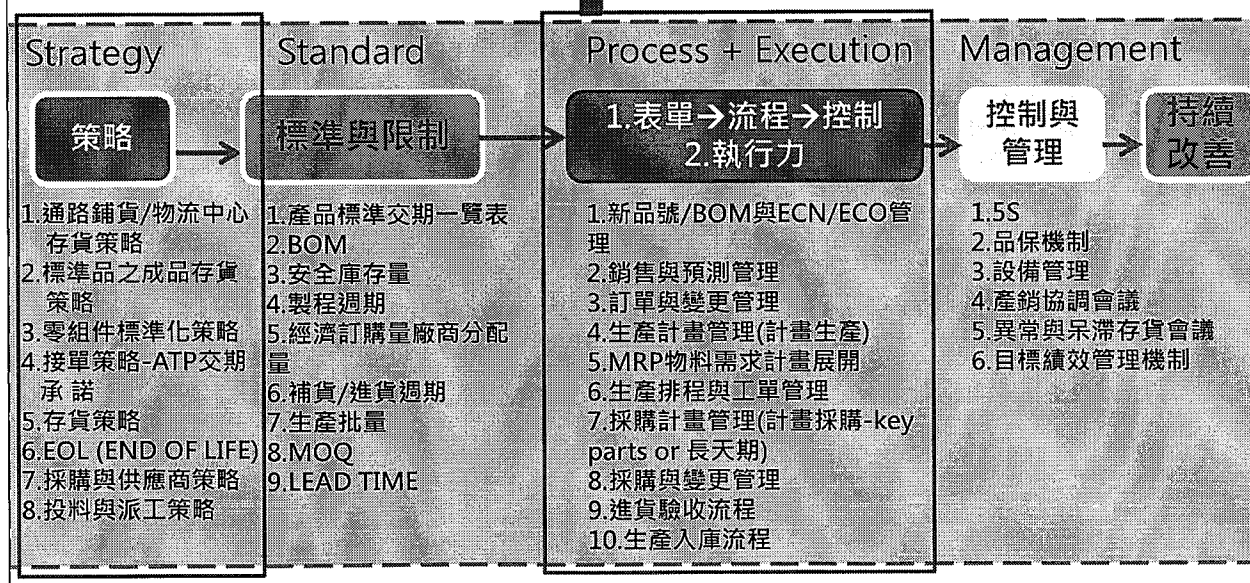 Strategy
策略
1.通路鋪貨/物流中心
存貨策略
2.標準品之成品存貨
策略
3.零組件標準化策略
4.接單策略-ATP交期
承 諾
5.存貨策略
6.EOL (END OF LIFE)
7.採購與供應商策略
8.投料與派工策略
Standard
標準與限制
1.產品標準交期一覽表
2.BOM
3.安全庫存量
4.製程週期
5.經濟訂購量廠商分配
量
6.補貨/進貨週期
7.生產批量
8.MOQ
9.LEAD TIME
Process + Execution
1.表單→流程→控制
2.執行力
1.新品號/BOM與ECN/ECO管
理
2.銷售與預測管理
3.訂單與變更管理
4.生產計畫管理(計畫生產)
5.MRP物料需求計畫展開
6.生產排程與工單管理
7.採購計畫管理(計畫採購-key
parts or 長天期)
8.採購與變更管理
9.進貨驗收流程
10.生產入庫流程
Management
控制與
管理
持續
改善
1.5S
2.品保機制
3.設備管理
4.產銷協調會議
5.異常與呆滯存貨會議
6.目標績效管理機制